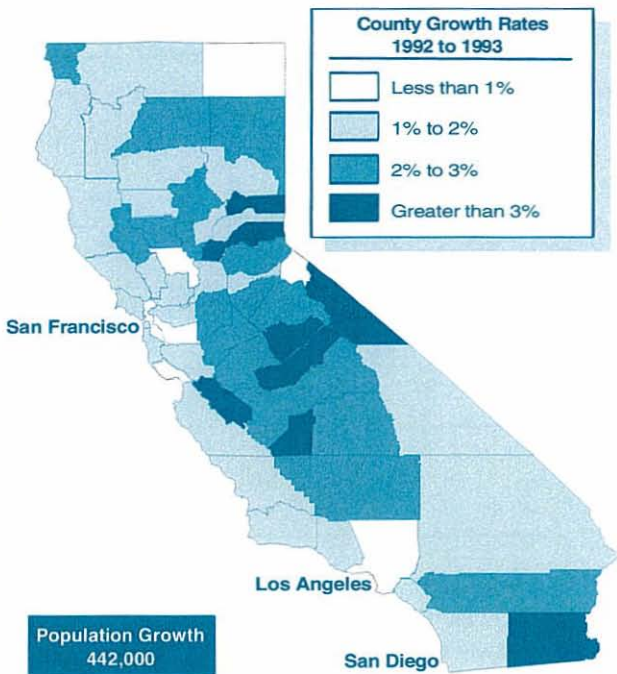 County Growth Rates
1992 to 1993
Less than 1%
1% to 2%
2% to 3%
Greater than 3%
San Francisco
Los Angeles
San Diego
Population Growth
442,000